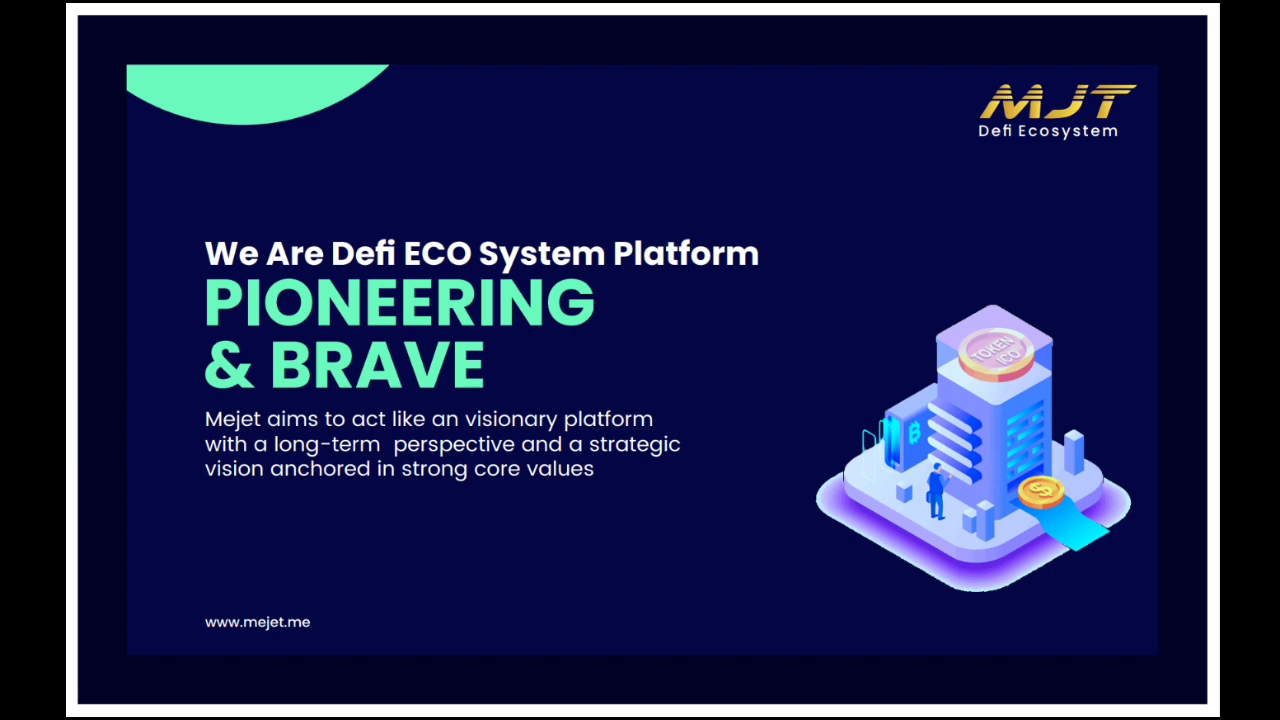 MJT
Defi Ecosystem
We Are Defi ECO System Platform
PIONEERING
& BRAVE
Mejet aims to act like an visionary platform
with a long-term  perspective and a strategic
vision anchored in strong core values
TOKEN
ICO
www.mejet.me